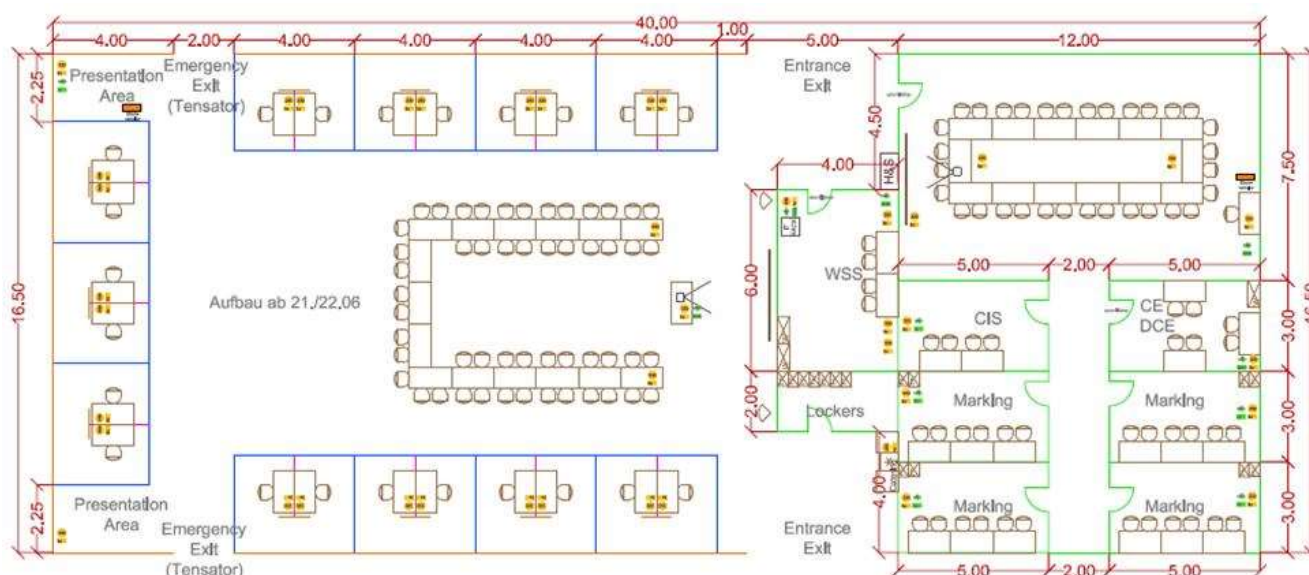 40.00
1.00
4.00
2.00
4.00
4.00
4.00
4.00
5.00
12.00
2.25
Presentation
Area
Emergency
Exit
(Tensator)
Entrance
Exit
4.50
7.50
4.00
H&S
16.50
Aufbau ab 21./22.06
6.00
WSS
5.00
2.00
5.00
CIS
CE
DCE
3.00
16.50
2.00
Lockers
Marking
Marking
3.00
4.00
Marking
Marking
3.00
2.25
Presentation
Area
Emergency
Exit
(Tensator)
Entrance
Exit
5.00
2.00
5.00